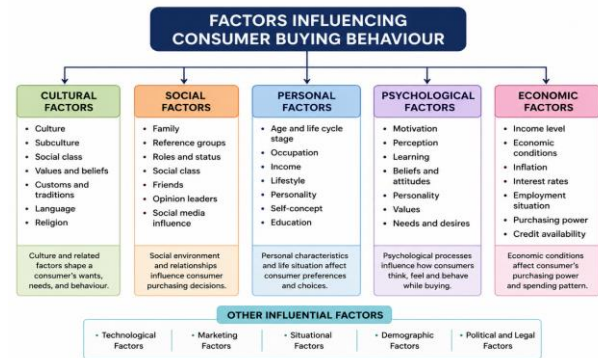 FACTORS INFLUENCING
CONSUMER BUYING BEHAVIOUR
CULTURAL
FACTORS
• Culture
• Subculture
• Social class
• Values and beliefs
• Customs and
traditions
• Language
• Religion
Culture and related
factors shape a
consumer's wants,
needs, and behaviour.
SOCIAL
FACTORS
• Family
• Reference groups
• Roles and status
• Social class
• Friends
• Opinion leaders
• Social media
influence
Social environment
and relationships
influence consumer
purchasing decisions.
PERSONAL
FACTORS
• Age and life cycle
stage
• Occupation
• Income
• Lifestyle
• Personality
• Self-concept
• Education
Personal characteristics
and life situation affect
consumer preferences
and choices.
PSYCHOLOGICAL
FACTORS
• Motivation
• Perception
• Learning
• Beliefs and
attitudes
• Personality
• Values
• Needs and desires
Psychological processes
influence how consumers
think, feel and behave
while buying.
ECONOMIC
FACTORS
• Income level
• Economic
conditions
• Inflation
• Interest rates
• Employment
situation
• Purchasing power
• Credit availability
Economic conditions
affect consumer's
purchasing power
and spending pattern.
OTHER INFLUENTIAL FACTORS
• Technological
Factors
• Marketing
Factors
• Situational
Factors
• Demographic
Factors
• Political and Legal
Factors